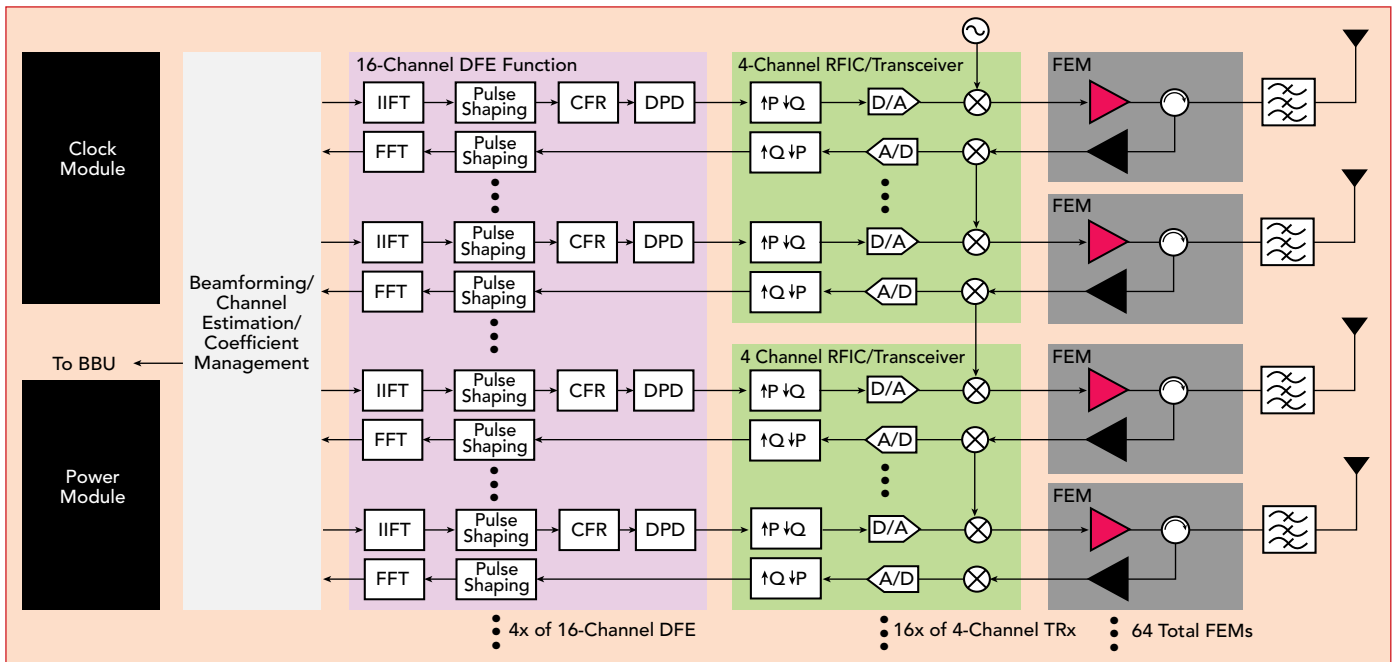 Clock
Module
To BBU
Power
Module
Beamforming/
Channel
Estimation/
Coefficient
Management
16-Channel DFE Function
IIFT
Pulse
Shaping
CFR
DPD
FFT
Pulse
Shaping
IIFT
Pulse
Shaping
CFR
DPD
FFT
Pulse
Shaping
IIFT
Pulse
Shaping
CFR
DPD
FFT
Pulse
Shaping
IIFT
Pulse
Shaping
CFR
DPD
FFT
Pulse
Shaping
4x of 16-Channel DFE
4-Channel RFIC/Transceiver
↑P↓Q
D/A
↑Q↓P
A/D
↑P↓Q
D/A
↑Q↓P
A/D
4 Channel RFIC/Transceiver
↑P↓Q
D/A
↑Q↓P
A/D
↑P↓Q
D/A
↑Q↓P
A/D
16x of 4-Channel TRx
FEM
FEM
FEM
FEM
64 Total FEMs